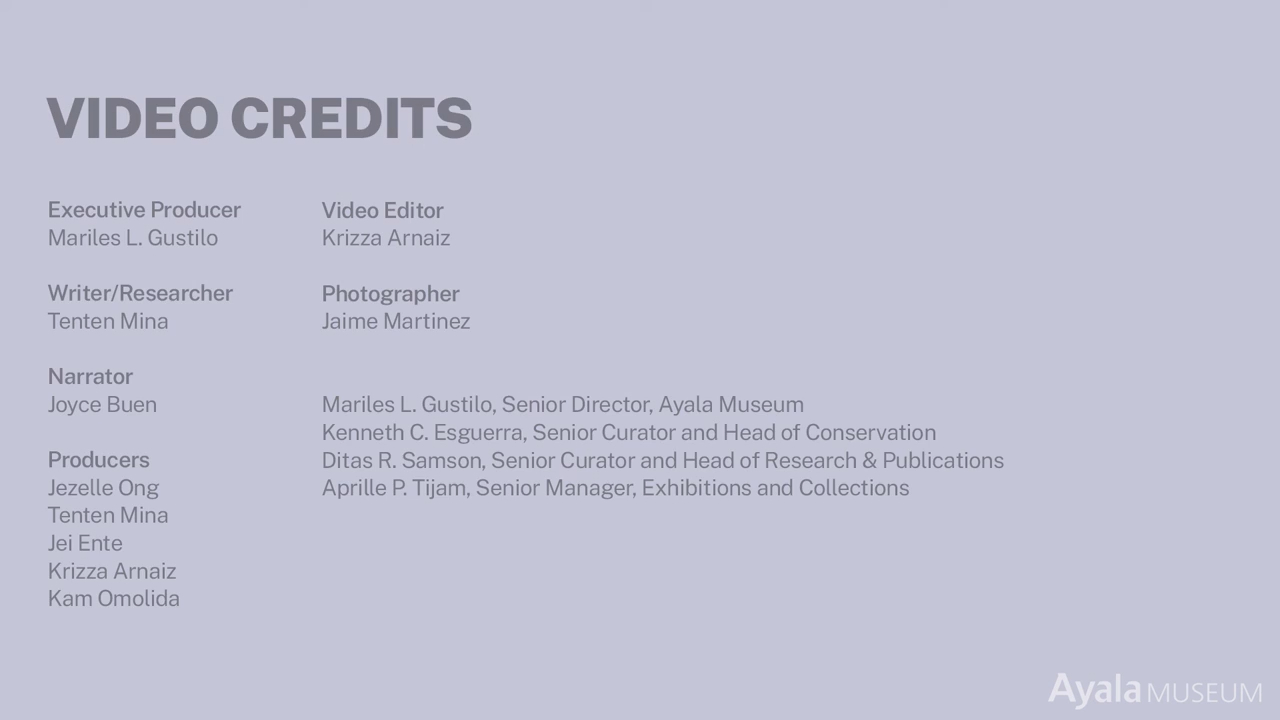 VIDEO CREDITS
Executive Producer
Mariles L. Gustilo
Writer/Researcher
Tenten Mina
Narrator
Joyce Buen
Producers
Jezelle Ong
Tenten Mina
Jei Ente
Krizza Arnaiz
Kam Omolida
Video Editor
Krizza Arnaiz
Photographer
Jaime Martinez
Mariles L. Gustilo, Senior Director, Ayala Museum
Kenneth C. Esguerra, Senior Curator and Head of Conservation
Ditas R. Samson, Senior Curator and Head of Research & Publications
Aprille P. Tijam, Senior Manager, Exhibitions and Collections
Ayala MUSEUM